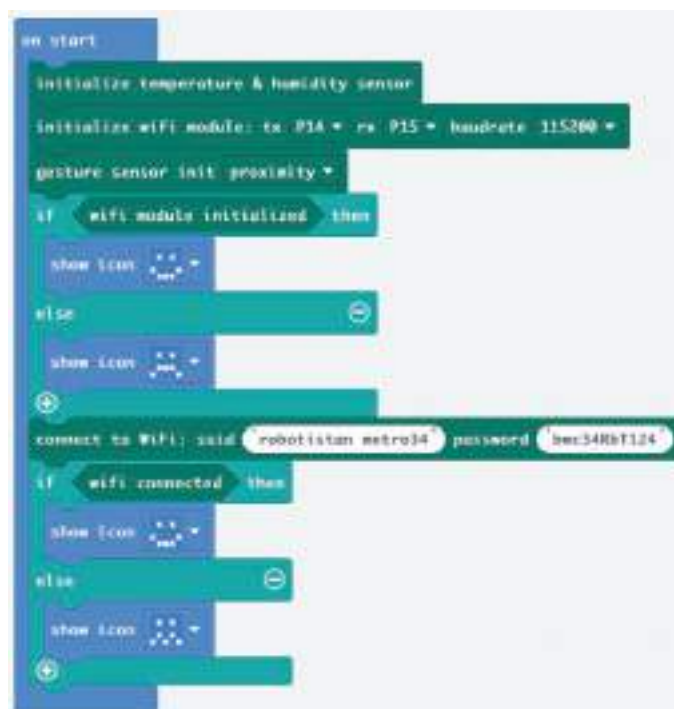 on start
initialize temperature & humidity sensor
initialize wifi module: tx P14 rx P15 baudrate 115200
gesture sensor init proximity
if wifi module initialized then
show icon
else
show icon
connect to WiFi: ssid "robotistan metro34" password
if wifi connected then
show icon
else
show icon